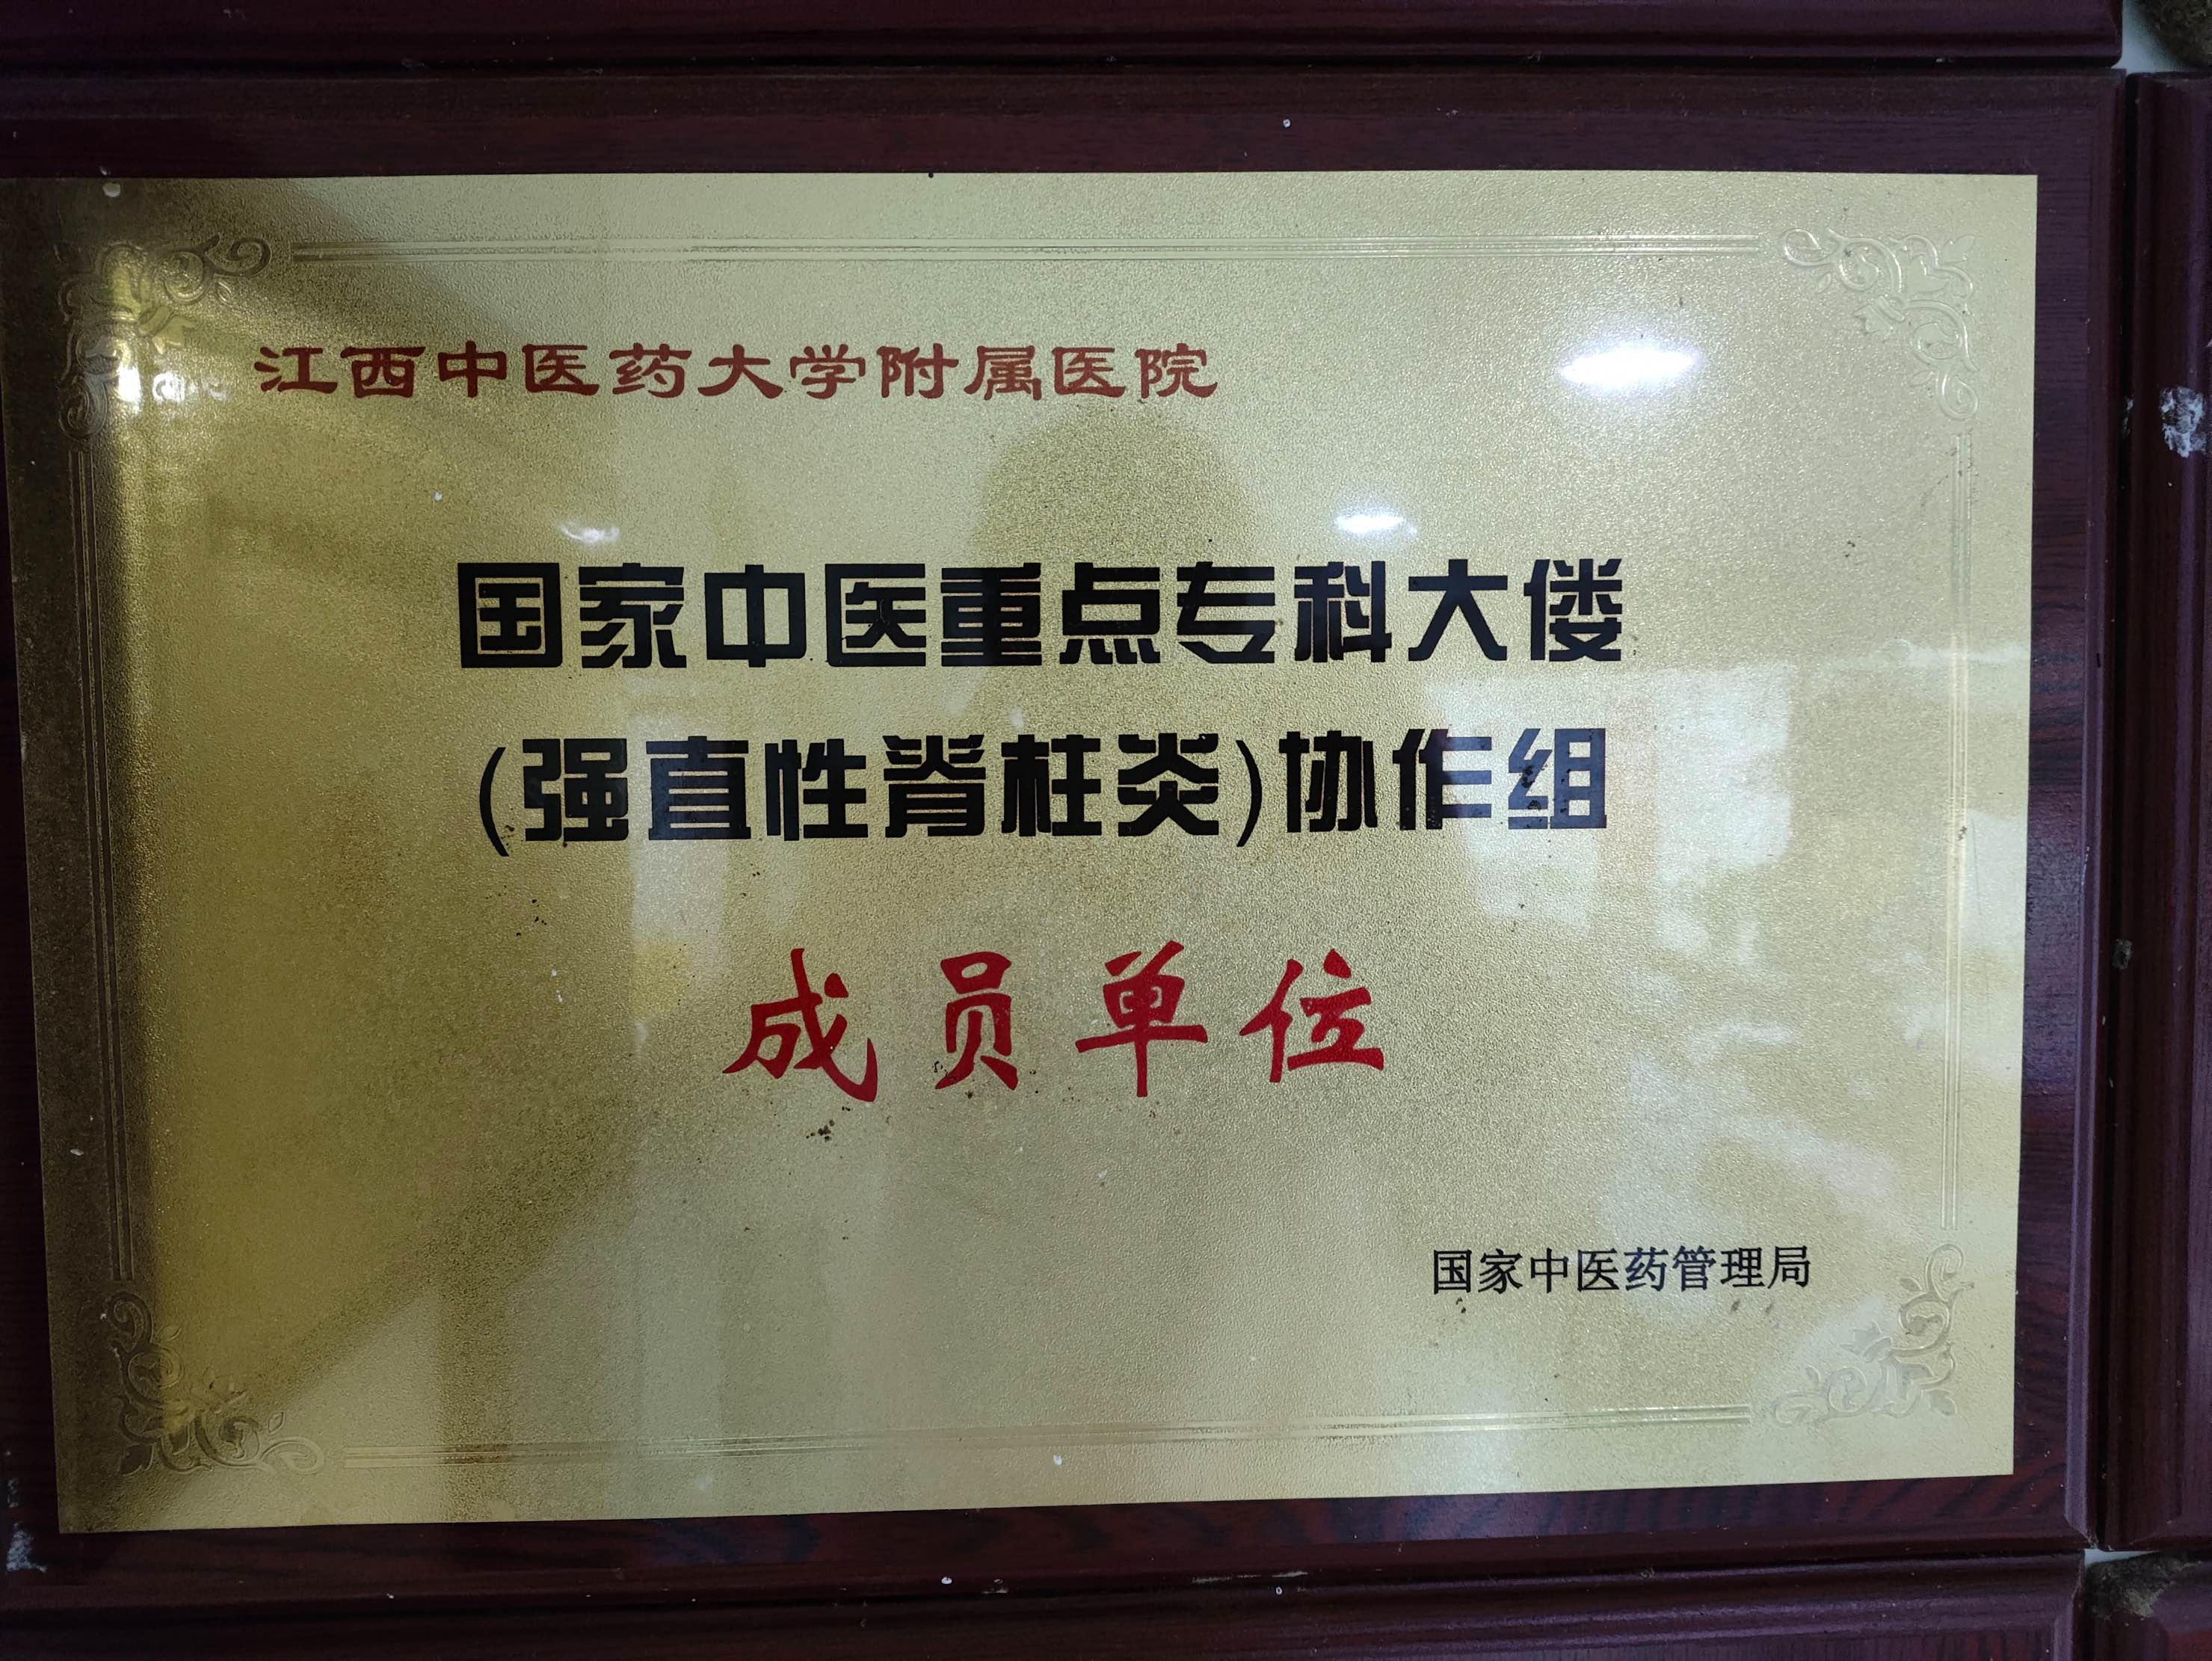 江西中医药大学附属医院
国家中医重点专科大偻
(强直性脊柱炎)协作组
成员单位
国家中医药管理局